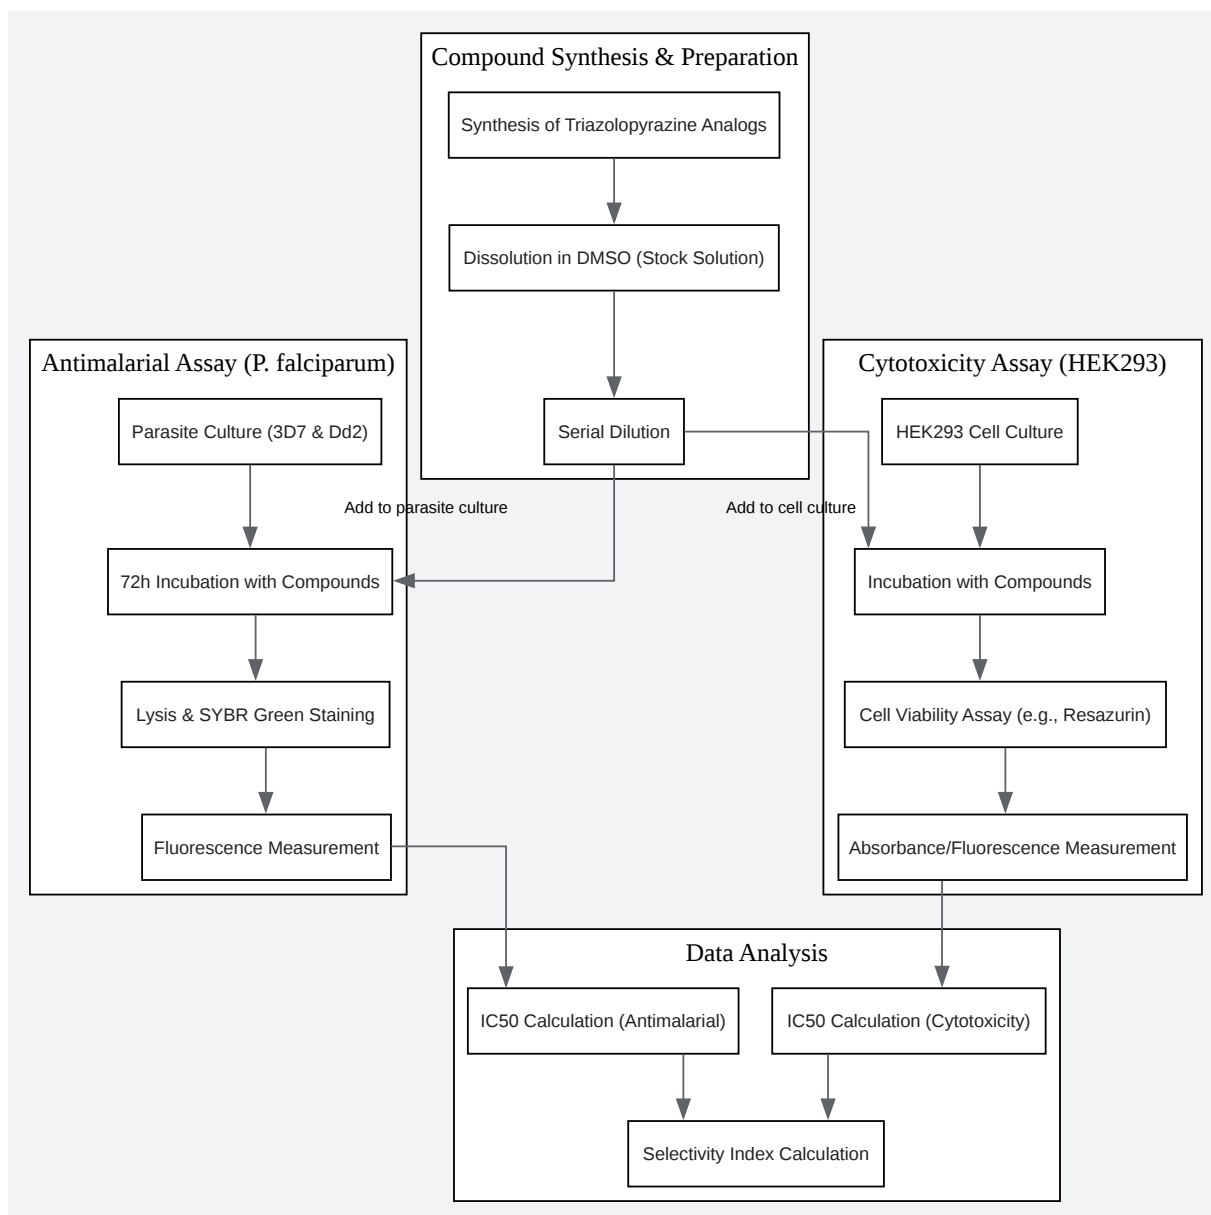 Compound Synthesis & Preparation
Synthesis of Triazolopyrazine Analogs
Dissolution in DMSO (Stock Solution)
Serial Dilution
Antimalarial Assay (P. falciparum)
Parasite Culture (3D7 & Dd2)
Add to parasite culture
72h Incubation with Compounds
Lysis & SYBR Green Staining
Fluorescence Measurement
Cytotoxicity Assay (HEK293)
HEK293 Cell Culture
Add to cell culture
Incubation with Compounds
Cell Viability Assay (e.g., Resazurin)
Absorbance/Fluorescence Measurement
Data Analysis
IC50 Calculation (Antimalarial)
IC50 Calculation (Cytotoxicity)
Selectivity Index Calculation